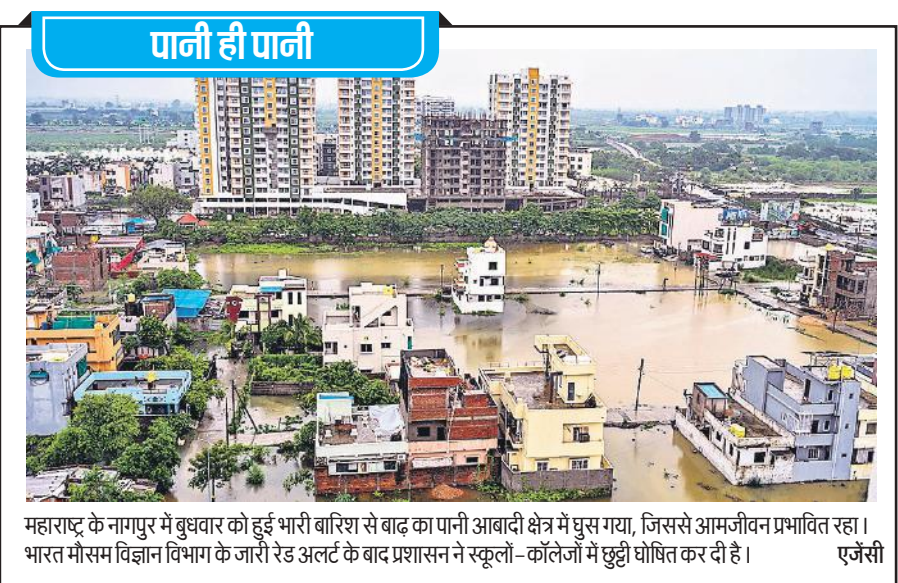 पानी ही पानी
महाराष्ट्र के नागपुर में बुधवार को हुई भारी बारिश से बाढ़ का पानी आबादी क्षेत्र में घुस गया, जिससे आमजीवन प्रभावित रहा।
भारत मौसम विज्ञान विभाग के जारी रेड अलर्ट के बाद प्रशासन ने स्कूलों-कॉलेजों में छुट्टी घोषित कर दी है। एजेंसी